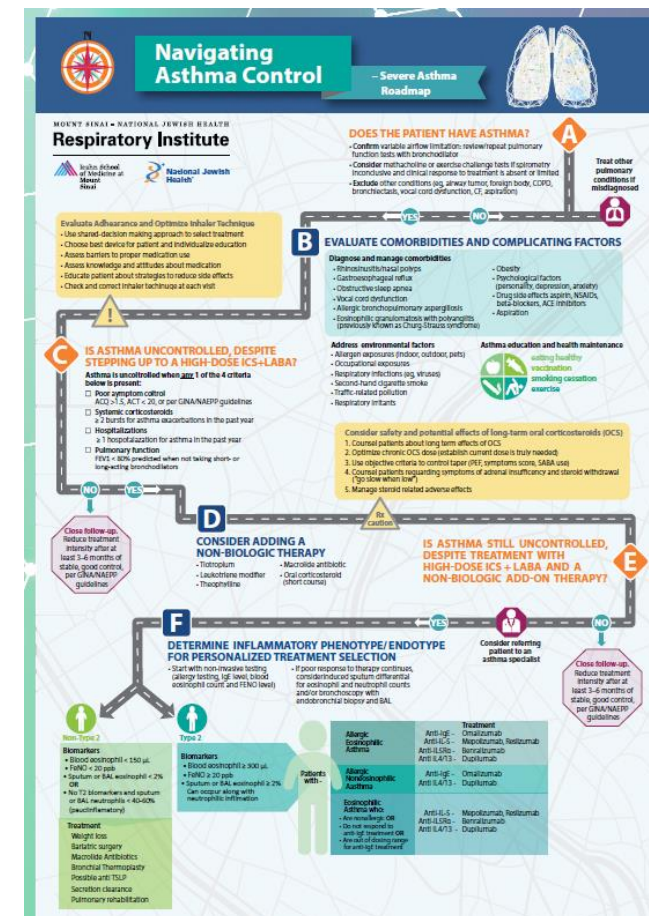 Navigating
Asthma Control
– Severe Asthma
Roadmap
MOUNT SINAI • NATIONAL JEWISH HEALTH
Respiratory Institute
Icahn School
of Medicine at
Mount
Sinai
National Jewish
Health
DOES THE PATIENT HAVE ASTHMA?
• Confirm variable airflow limitation: review/repeat pulmonary
function tests with bronchodilator
• Consider methacholine or exercise challenge tests if spirometry
inconclusive and clinical response to treatment is absent or limited
• Exclude other conditions (eg, airway tumor, foreign body, COPD,
bronchiectasis, vocal cord dysfunction, CF, aspiration)
A
Treat other
pulmonary
conditions if
misdiagnosed
YES
NO
Evaluate Adhearance and Optimize Inhaler Technique
• Use shared-decision making approach to select treatment
• Choose best device for patient and individualize education
• Assess barriers to proper medication use
• Assess knowledge and attitudes about medication
• Educate patient about strategies to reduce side effects
• Check and correct inhaler techinuage at each visit
!
B
EVALUATE COMORBIDITIES AND COMPLICATING FACTORS
Diagnose and manage comorbidities
• Rhinosinusitis/nasal polyps
• Gastroesophageal reflux
• Obstructive sleep apnea
• Vocal cord dysfunction
• Allergic bronchopulmonary aspergillosis
• Eosinophilic granulomatosis with polyangiitis
(previously known as Churg-Strauss syndrome)
• Obesity
• Psychological factors
(personality, depression, anxiety)
• Drug side effects aspirin, NSAIDs,
beta-blockers, ACE inhibitors
• Aspiration
Address environmental factors
• Allergen exposures (indoor, outdoor, pets)
• Occupational exposures
• Respiratory infections (eg, viruses)
• Second-hand cigarette smoke
• Traffic-related pollution
• Respiratory irritants
Asthma education and health maintenance
eating healthy
vaccination
smoking cessation
exercise
C
IS ASTHMA UNCONTROLLED, DESPITE
STEPPING UP TO A HIGH-DOSE ICS+LABA?
Asthma is uncontrolled when any 1 of the 4 criteria
below is present:
Poor symptom coltrol
ACQ >1.5, ACT < 20, or per GINA/NAEPP guidelines
Systemic corticosteroids
≥ 2 bursts for asthma exacerbations in the past year
Hospitalizations
≥ 1 hospotalazation for asthma in the past year
Pulmonary function
FEV1 < 80% predicted when not taking short- or
long-acting bronchodilators
Consider safety and potential effects of long-term oral corticosteroids (OCS)
1. Counsel patients about long term effects of OCS
2. Optimize chronic OCS dose (establish current dose is truly needed)
3. Use objective criteria to control taper (PEF, symptoms score, SABA use)
4. Counsel patients reguarding symptoms of adrenal insufficency and steroid withdrawal
("go slow when low")
5. Manage steroid related adverse effects
Rx
caution
NO
YES
Close follow-up.
Reduce treatment
intensity after at
least 3–6 months of
stable, good control,
per GINA/NAEPP
guidelines
D
CONSIDER ADDING A
NON-BIOLOGIC THERAPY
• Tiotropium
• Leukotriene modifier
• Theophylline
• Macrolide antibiotic
• Oral corticosteroid
(short course)
IS ASTHMA STILL UNCONTROLLED,
DESPITE TREATMENT WITH
HIGH-DOSE ICS + LABA AND A
NON-BIOLOGIC ADD-ON THERAPY?
E
YES
NO
Consider referring
patient to an
asthma specialist
Close follow-up.
Reduce treatment
intensity after at
least 3–6 months of
stable, good control,
per GINA/NAEPP
guidelines
F
DETERMINE INFLAMMATORY PHENOTYPE/ENDOTYPE
FOR PERSONALIZED TREATMENT SELECTION
• Start with non-invasive testing
(allergy testing, IgE level, blood
eosinophil count and FENO level)
• If poor response to therapy continues,
considerinduced sputum differential
for eosinophil and neutrophil counts
and/or bronchoscopy with
endobronchial biopsy and BAL
Non-Type 2
Biomarkers
• Blood eosinophil < 150 µL
• FeNO < 20 ppb
• Sputum or BAL eosinophil < 2%
OR
• No T2 biomarkers and sputum
or BAL neutrophils < 40-60%
Treatment
Weight loss
Bariatric surgery
Macrolide Antibiotics
Bronchial Thermoplasty
Possible anti TSLP
Secretion clearance
Pulmonary rehabilitation
Type 2
Biomarkers
• Blood eosinophil ≥ 300 µL
• FeNO ≥ 20 ppb
• Sputum or BAL eosinophil ≥ 2%
Can occur along with
neutrophilic
Patients
with -
Treatment
Allergic
Eosinophilic
Asthma
Anti-IgE - Omalizumab
Anti-IL-5 - Mepolizumab, Reslizumab
Anti-IL5Rα - Benralizumab
Anti IL4/13 - Dupilumab
Allergic
Noneosinophilic
Aasthma
Anti-IgE - Omalizumab
Anti IL4/13 - Dupilumab
Eosinophilic
Asthma who:
• Are nonallergic OR
• Do not respond to
anti-IgE treatment OR
• Are out of dosing range
for anti-IgE treatment
Anti-IL-5 - Mepolizumab, Reslizumab
Anti-IL5Rα - Benralizumab
Anti IL4/13 - Dupilumab